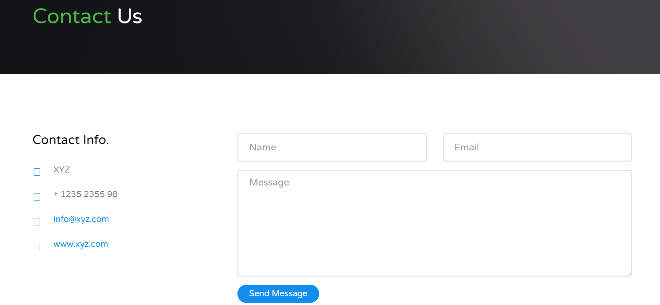 Contact Us
Contact Info.
XYZ
+ 1235 2355 98
info@xyz.com
www.xyz.com
Name
Email
Message
Send Message